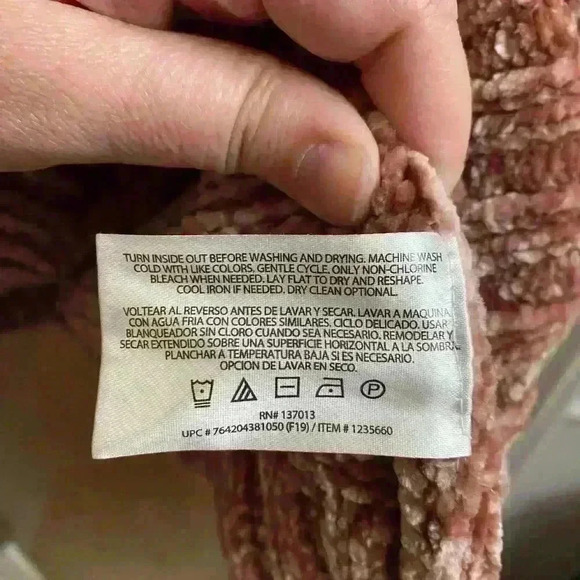 TURN INSIDE OUT BEFORE WASHING AND DRYING. MACHINE WASH
COLD WITH LIKE COLORS. GENTLE CYCLE. ONLY NON-CHLORINE
BLEACH WHEN NEEDED. LAY FLAT TO DRY AND RESHAPE.
COOL IRON IF NEEDED. DRY CLEAN OPTIONAL.
VOLTEAR AL REVERSO ANTES DE LAVAR Y SECAR. LAVAR A MAQUINA
CON AGUA FRIA CON COLORES SIMILARES. CICLO DELICADO. USAR
BLANQUEADOR SIN CLORO CUANDO SEA NECESARIO. REMODELAR Y
SECAR EXTENDIDO SOBRE UNA SUPERFICIE HORIZONTAL A LA SOMBRA.
PLANCHAR A TEMPERATURA BAJA SI ES NECESARIO.
OPCION DE LAVAR EN SECO.
P
RN# 137013
UPC # 764204381050 (F19) / ITEM # 1235660